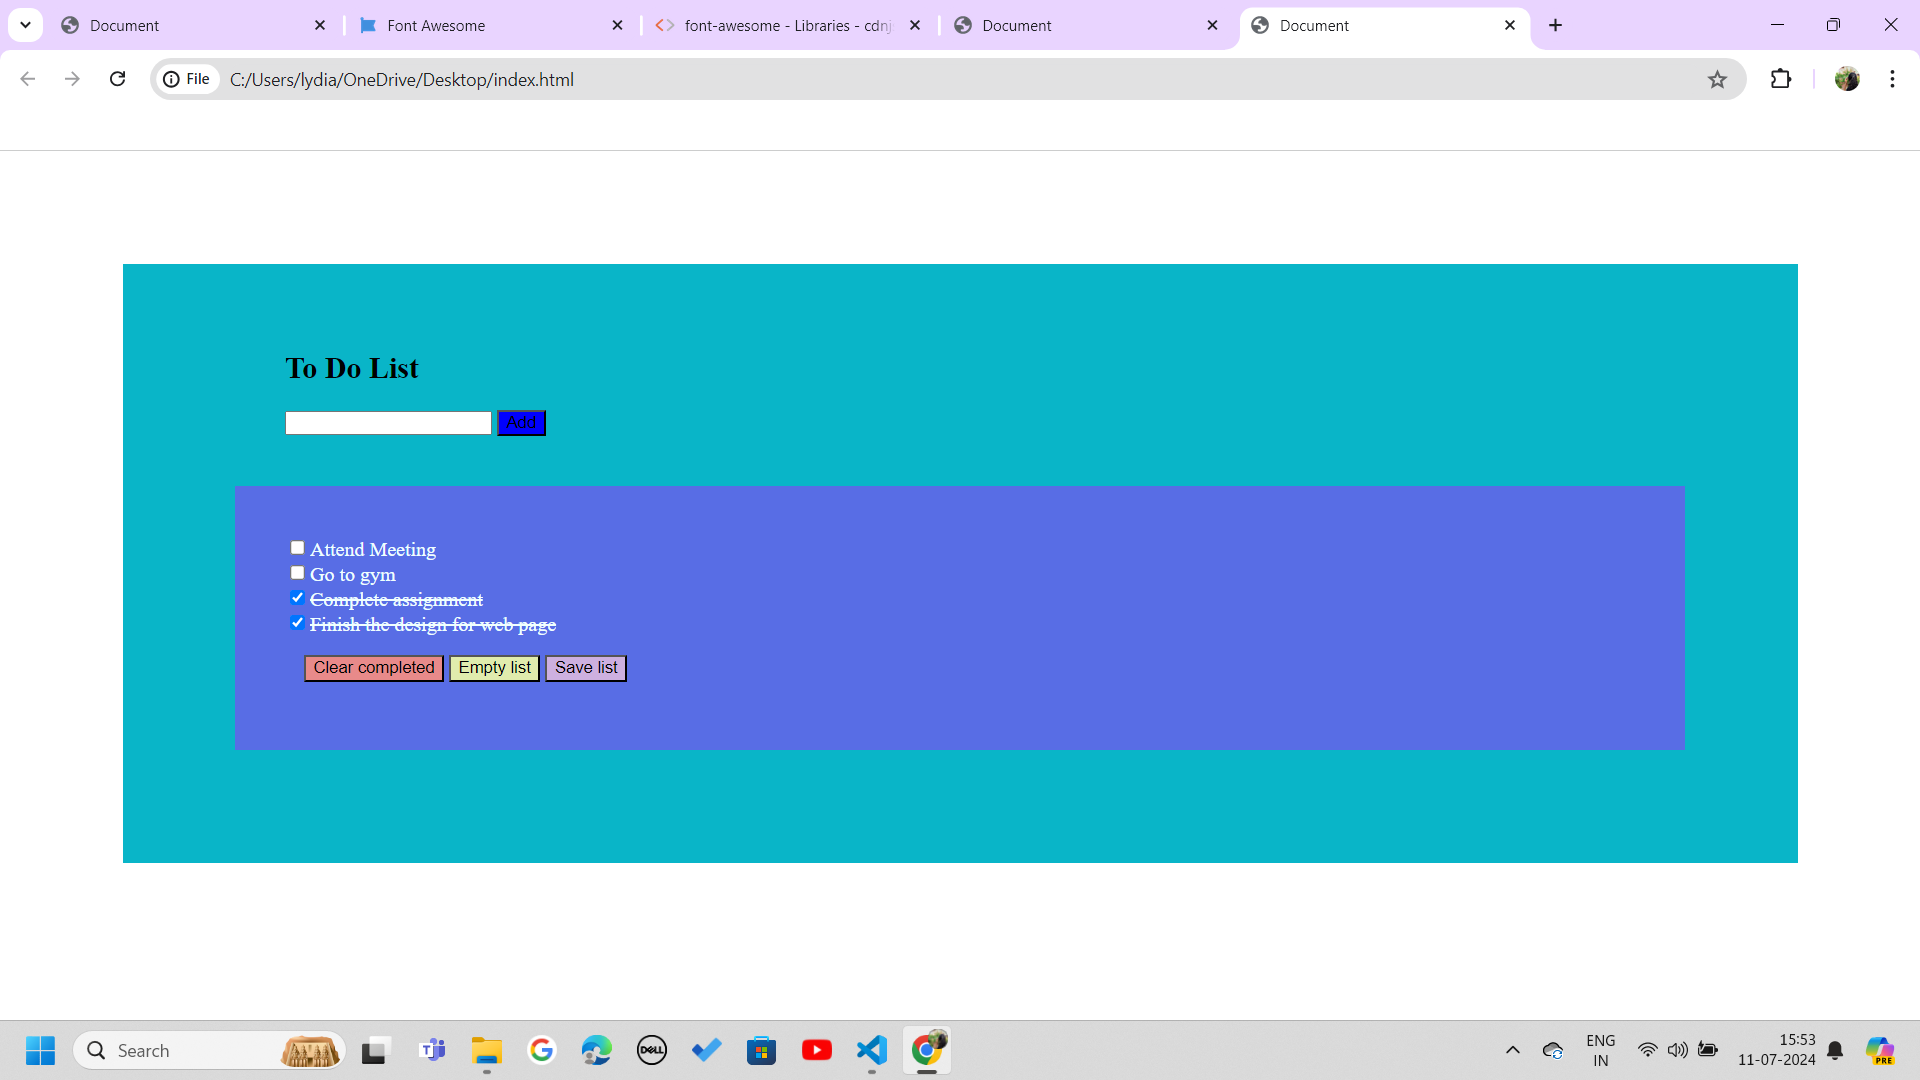 Document
Font Awesome
font-awesome - Libraries - cdnj
Document
Document
File
C:/Users/lydia/OneDrive/Desktop/index.html
To Do List
Add
Attend Meeting
Go to gym
Complete assignment
Finish the design for web page
Clear completed
Empty list
Save list
Search
DELL
ENG
IN
15:53
11-07-2024
PRE